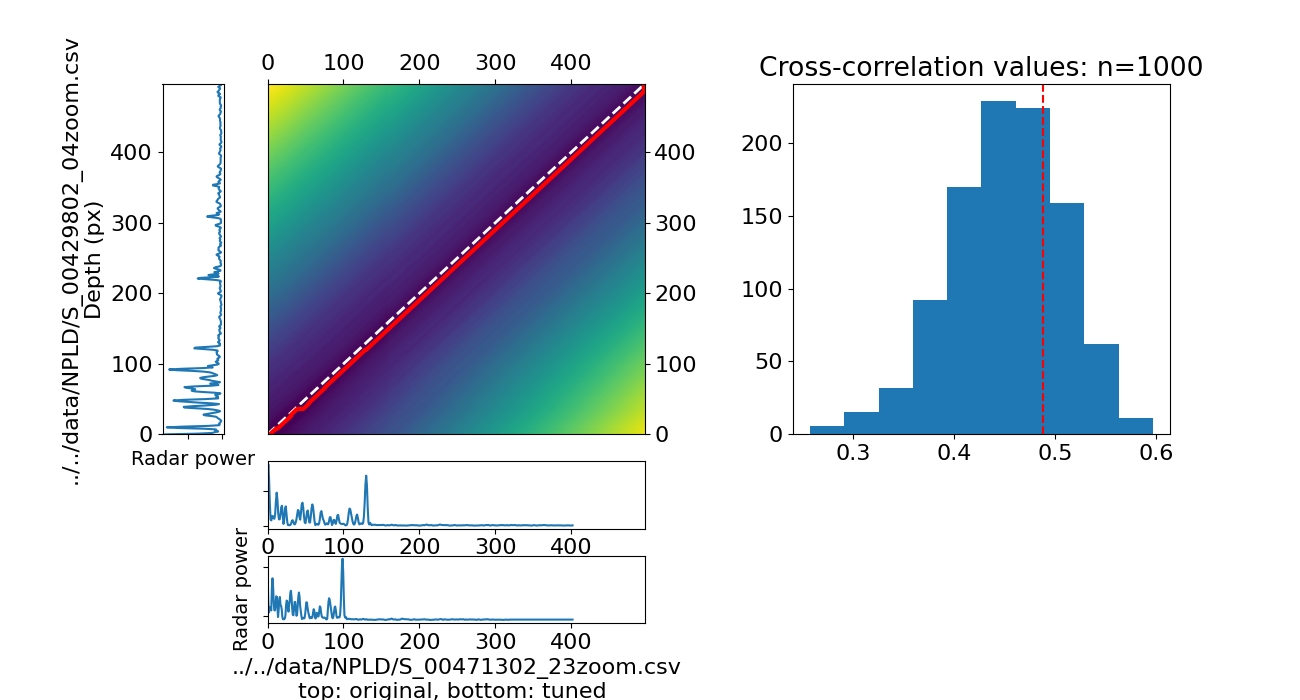 Cross-correlation values: n=1000
0 100 200 300 400
../../data/NPLD/S_00429802_04zoom.csv
Depth (px)
400
300
200
100
0
Radar power
400
300
200
100
0
200
150
100
50
0
0.3 0.4 0.5 0.6
0 100 200 300 400
Radar power
0 100 200 300 400
../../data/NPLD/S_00471302_23zoom.csv
top: original, bottom: tuned